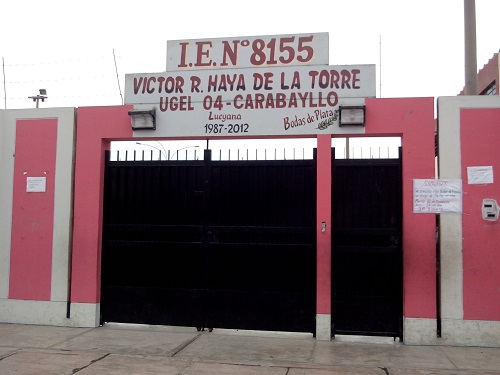 I.E.N° 8155
VICTOR R. HAYA DE LA TORRE
UGEL 04-CARABAYLLO
Lucyana
1987-2012
Bodas de Plata